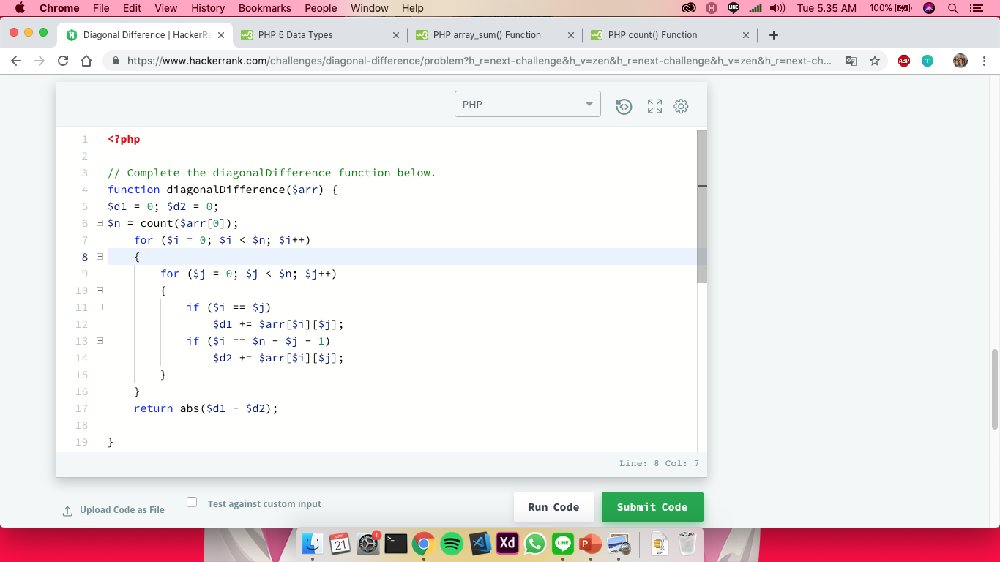 Chrome File Edit View History Bookmarks People Window Help Tue 5.35 AM 100%
Diagonal Difference | HackerRa PHP 5 Data Types PHP array_sum() Function PHP count() Function
https://www.hackerrank.com/challenges/diagonal-difference/problem?h_r=next-challenge&h_v=zen&h_r=next-challenge&h_v=zen&h_r=next-ch... ABP m
PHP
1 <?php
2
3 // Complete the diagonalDifference function below.
4 function diagonalDifference($arr) {
5 $d1 = 0; $d2 = 0;
6 $n = count($arr[0]);
7 for ($i = 0; $i < $n; $i++)
8 {
9 for ($j = 0; $j < $n; $j++)
10 {
11 if ($i == $j)
12 $d1 += $arr[$i][$j];
13 if ($i == $n - $j - 1)
14 $d2 += $arr[$i][$j];
15 }
16 }
17 return abs($d1 - $d2);
18
19 }
Line: 8 Col: 7
Upload Code as File Test against custom input Run Code Submit Code
MAY 21 1 Xd LINE P ZIP